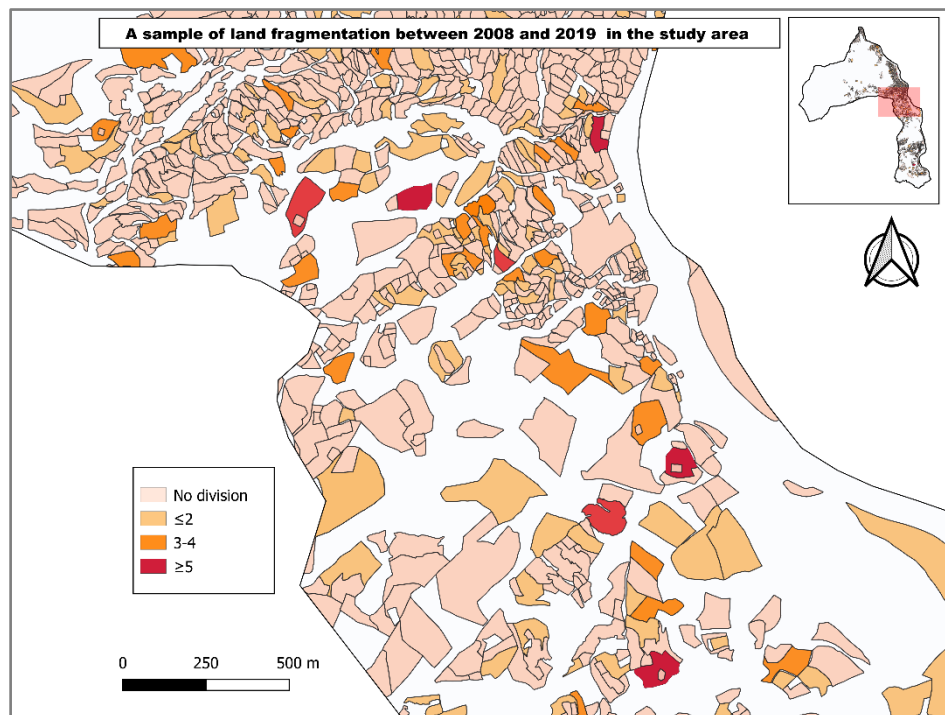 A sample of land fragmentation between 2008 and 2019 in the study area
No division
≤2
3-4
≥5
0 250 500 m